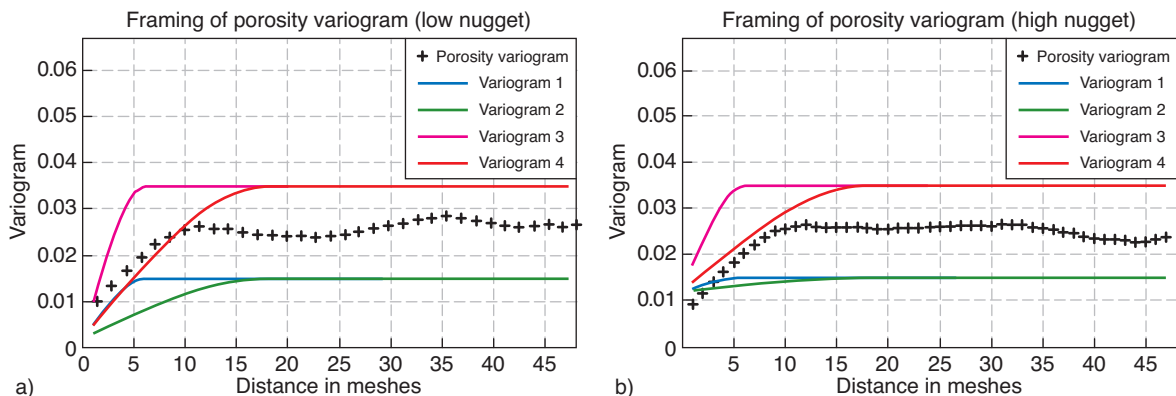 Framing of porosity variogram (low nugget)
Variogram
0.06
0.05
0.04
0.03
0.02
0.01
0
Porosity variogram
Variogram 1
Variogram 2
Variogram 3
Variogram 4
0 5 10 15 20 25 30 35 40 45
Distance in meshes
a)
Framing of porosity variogram (high nugget)
Variogram
0.06
0.05
0.04
0.03
0.02
0.01
0
Porosity variogram
Variogram 1
Variogram 2
Variogram 3
Variogram 4
5 10 15 20 25 30 35 40 45
Distance in meshes
b)